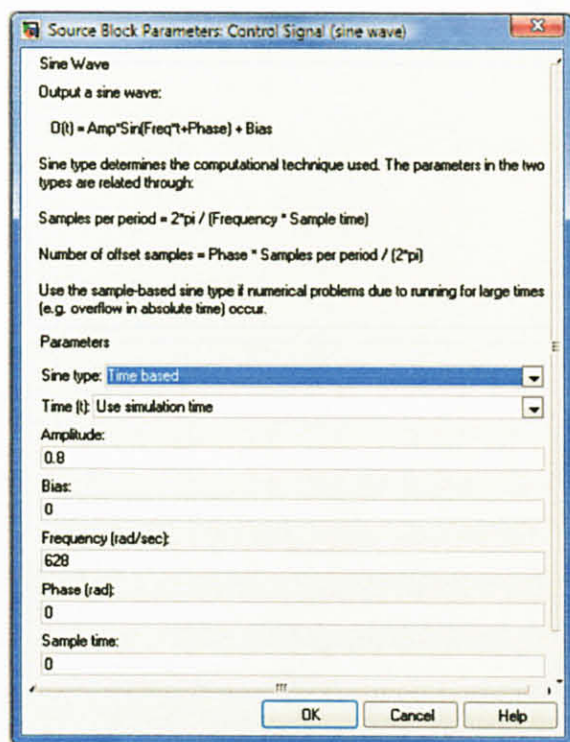 Source Block Parameters: Control Signal (sine wave)
Sine Wave
Output a sine wave:
O(t) = Amp*Sin(Freq*t+Phase) + Bias
Sine type determines the computational technique used. The parameters in the two
types are related through:
Samples per period = 2*pi / (Frequency * Sample time)
Number of offset samples = Phase * Samples per period / (2*pi)
Use the sample-based sine type if numerical problems due to running for large times
(e.g. overflow in absolute time) occur.
Parameters
Sine type: Time based
Time (t): Use simulation time
Amplitude:
0.8
Bias:
0
Frequency (rad/sec):
628
Phase (rad):
0
Sample time:
0
OK Cancel Help